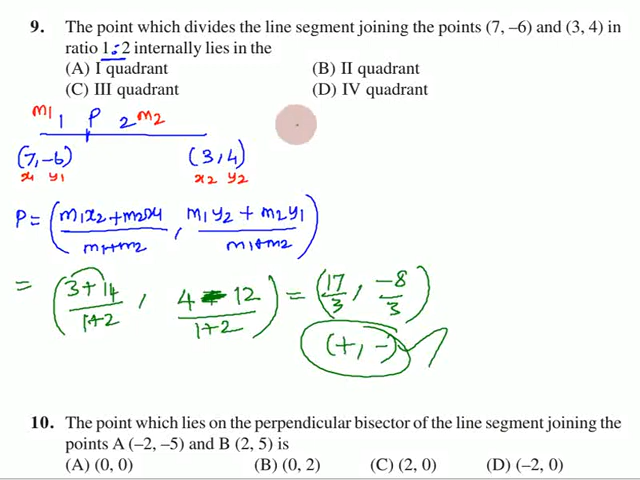 9. The point which divides the line segment joining the points (7, –6) and (3, 4) in
ratio 1 : 2 internally lies in the
(A) I quadrant (B) II quadrant
(C) III quadrant (D) IV quadrant
m1 1 P 2 m2
(7,-6) (3,4)
x1 y1 x2 y2
P = (m1x2+m2x1/m1+m2, m1y2+m2y1/m1+m2)
= (3+14/1+2, 4-12/1+2) = (17/3, -8/3)
(+,-)
10. The point which lies on the perpendicular bisector of the line segment joining the
points A (–2, –5) and B (2, 5) is
(A) (0, 0) (B) (0, 2) (C) (2, 0) (D) (–2, 0)